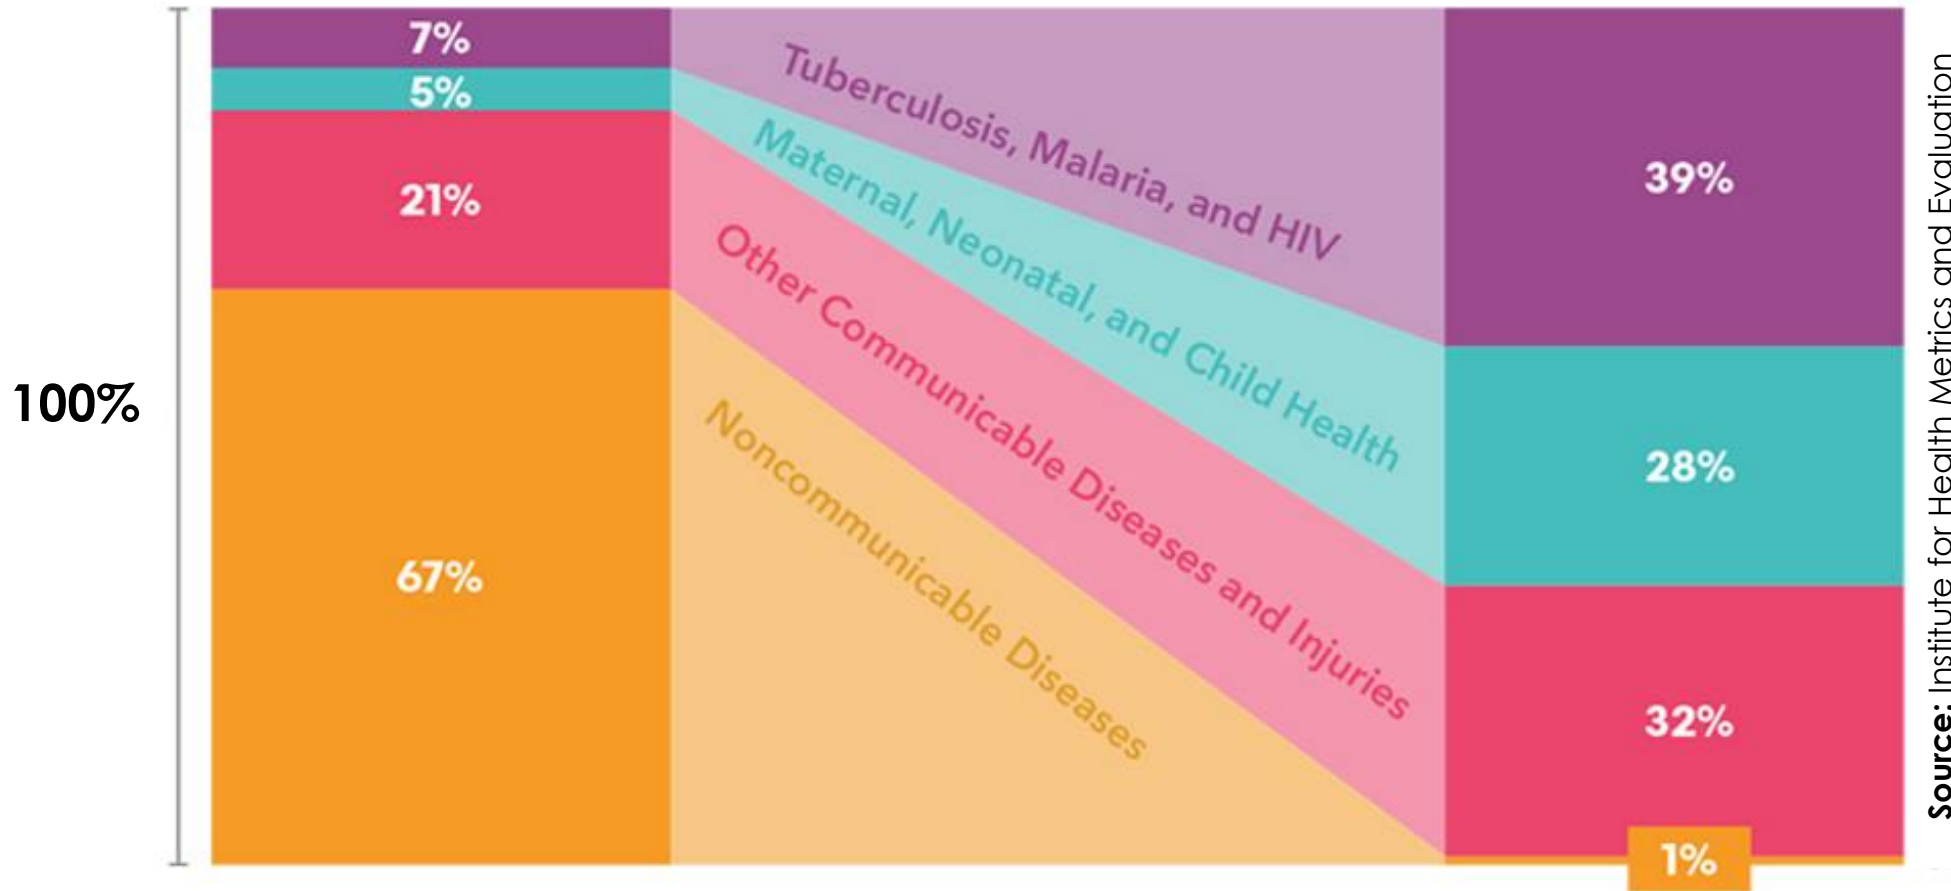 100%
7%
5%
21%
67%
Tuberculosis, Malaria, and HIV
Maternal, Neonatal, and Child Health
Other Communicable Diseases and Injuries
Noncommunicable Diseases
39%
28%
32%
1%
Source: Institute for Health Metrics and Evaluation